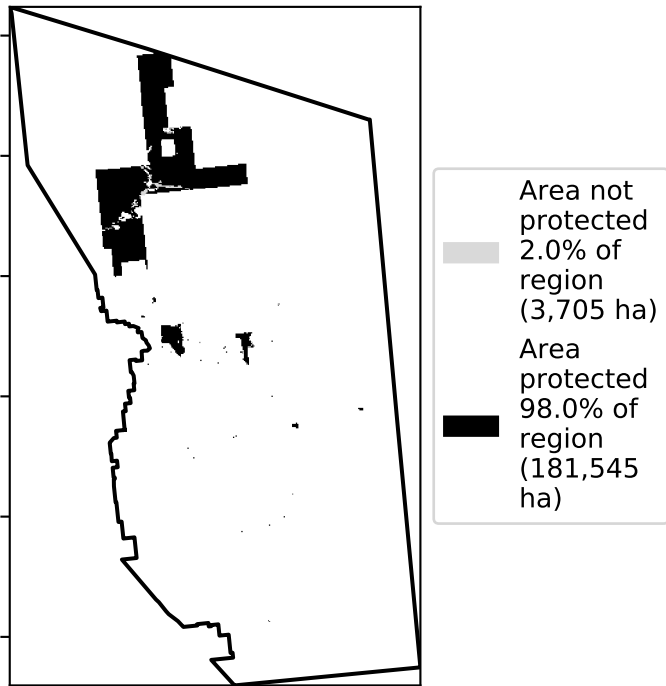 Area not
protected
2.0% of
region
(3,705 ha)
Area
protected
98.0% of
region
(181,545
ha)